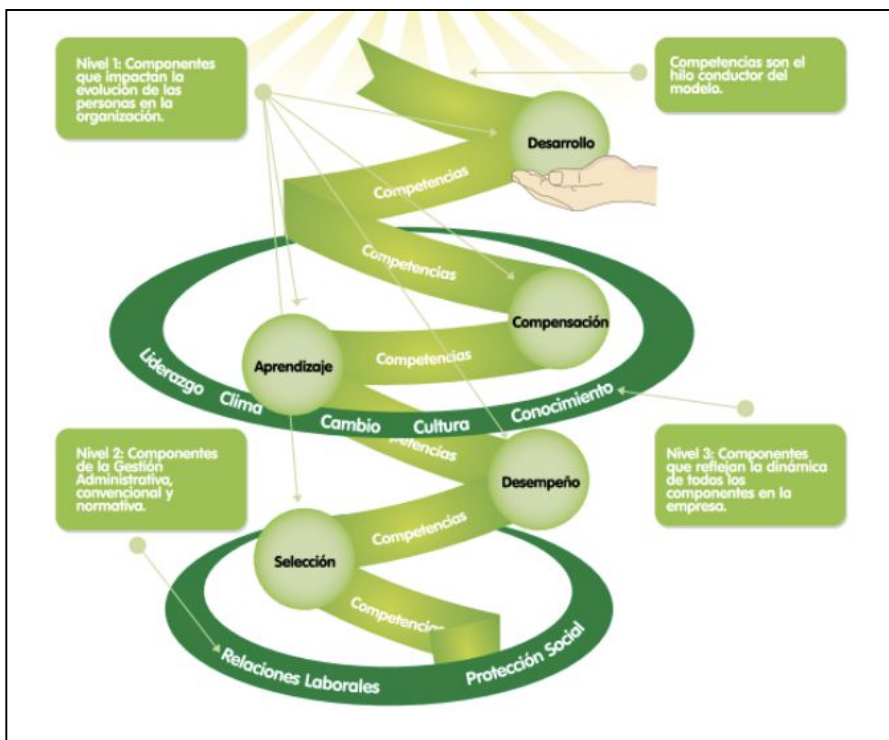 Nivel 1: Componentes
que impactan la
evolución de las
personas en la
organización.
Competencias son el
hilo conductor del
modelo.
Desarrollo
Competencias
Competencias
Compensación
Aprendizaje
Competencias
Liderazgo Clima Cambio Cultura Conocimiento
petencias
Nivel 2: Componentes
de la Gestión
Administrativa,
convencional y
normativa.
Desempeño
Nivel 3: Componentes
que reflejan la dinámica
de todos los
componentes en la
empresa.
Competencias
Selección
Competencias
Relaciones Laborales Protección Social